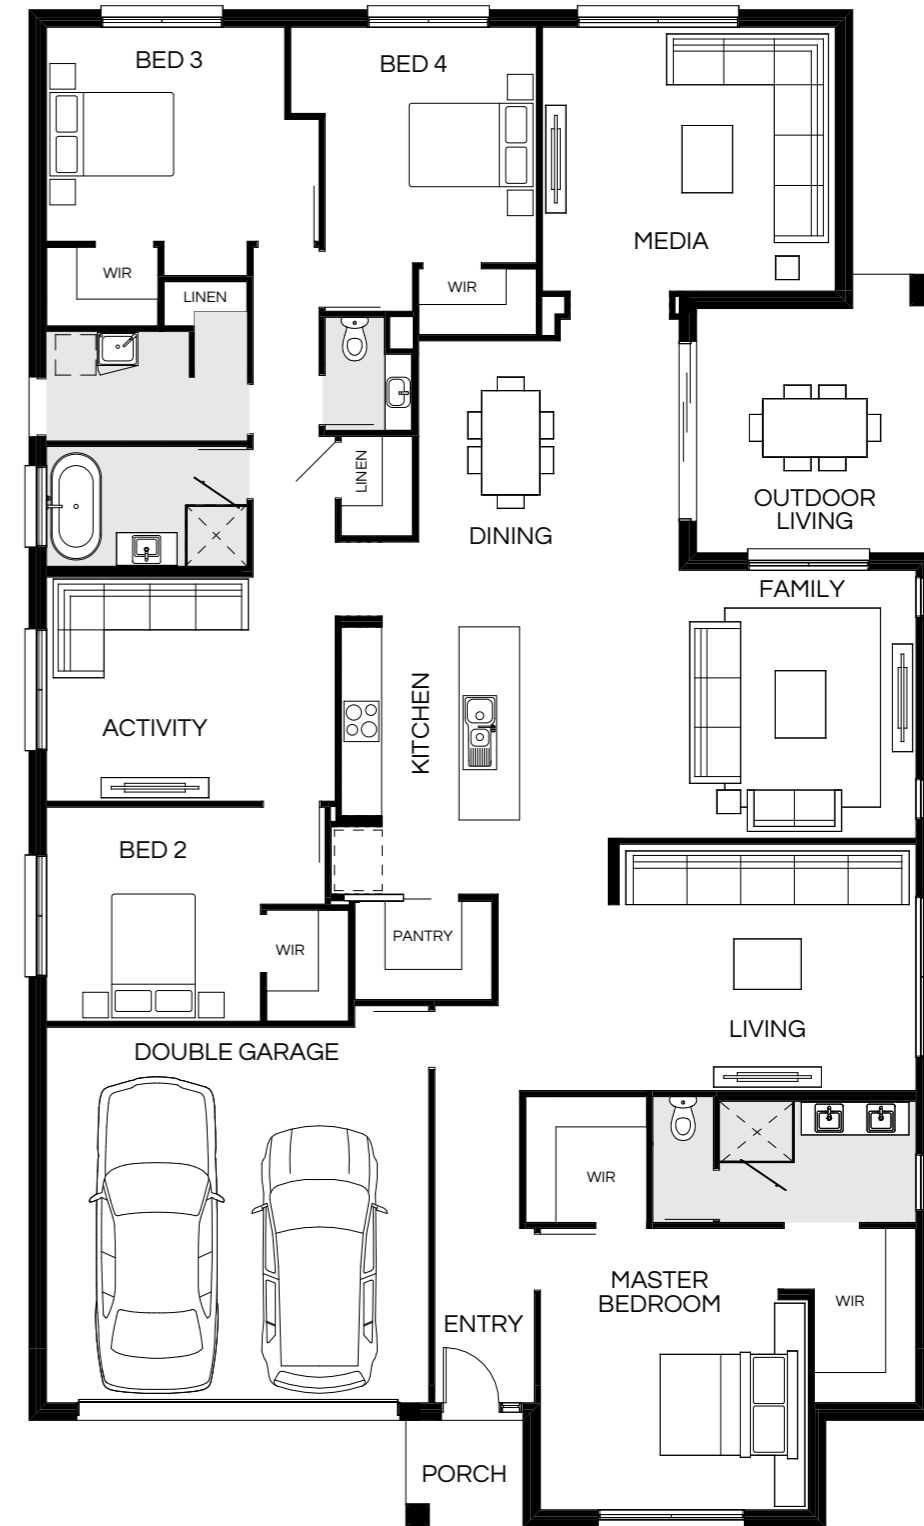 BED 3
BED 4
MEDIA
WIR
LINEN
WIR
LINEN
DINING
OUTDOOR
LIVING
FAMILY
KITCHEN
ACTIVITY
BED 2
WIR
PANTRY
LIVING
DOUBLE GARAGE
WIR
MASTER
BEDROOM
WIR
ENTRY
PORCH